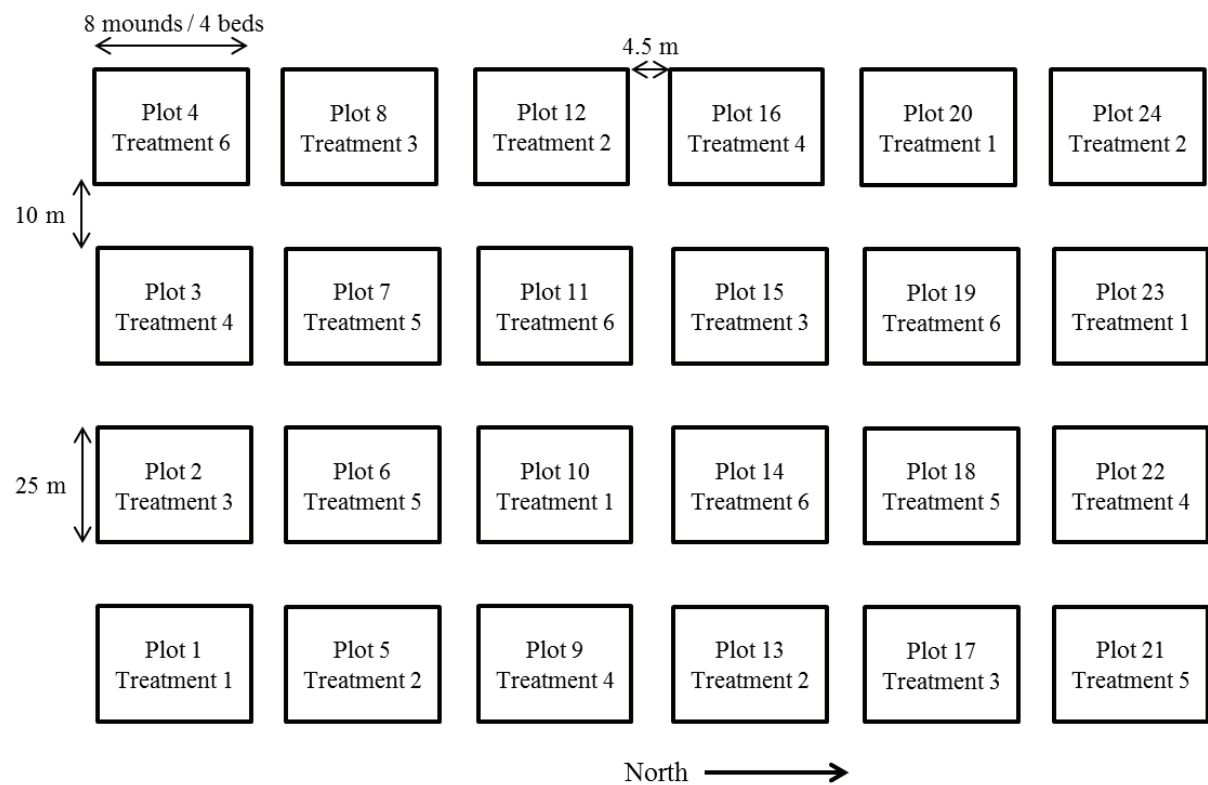 8 mounds / 4 beds
4.5 m
Plot 4
Treatment 6
Plot 8
Treatment 3
Plot 12
Treatment 2
Plot 16
Treatment 4
Plot 20
Treatment 1
Plot 24
Treatment 2
10 m
Plot 3
Treatment 4
Plot 7
Treatment 5
Plot 11
Treatment 6
Plot 15
Treatment 3
Plot 19
Treatment 6
Plot 23
Treatment 1
25 m
Plot 2
Treatment 3
Plot 6
Treatment 5
Plot 10
Treatment 1
Plot 14
Treatment 6
Plot 18
Treatment 5
Plot 22
Treatment 4
Plot 1
Treatment 1
Plot 5
Treatment 2
Plot 9
Treatment 4
Plot 13
Treatment 2
Plot 17
Treatment 3
Plot 21
Treatment 5
North